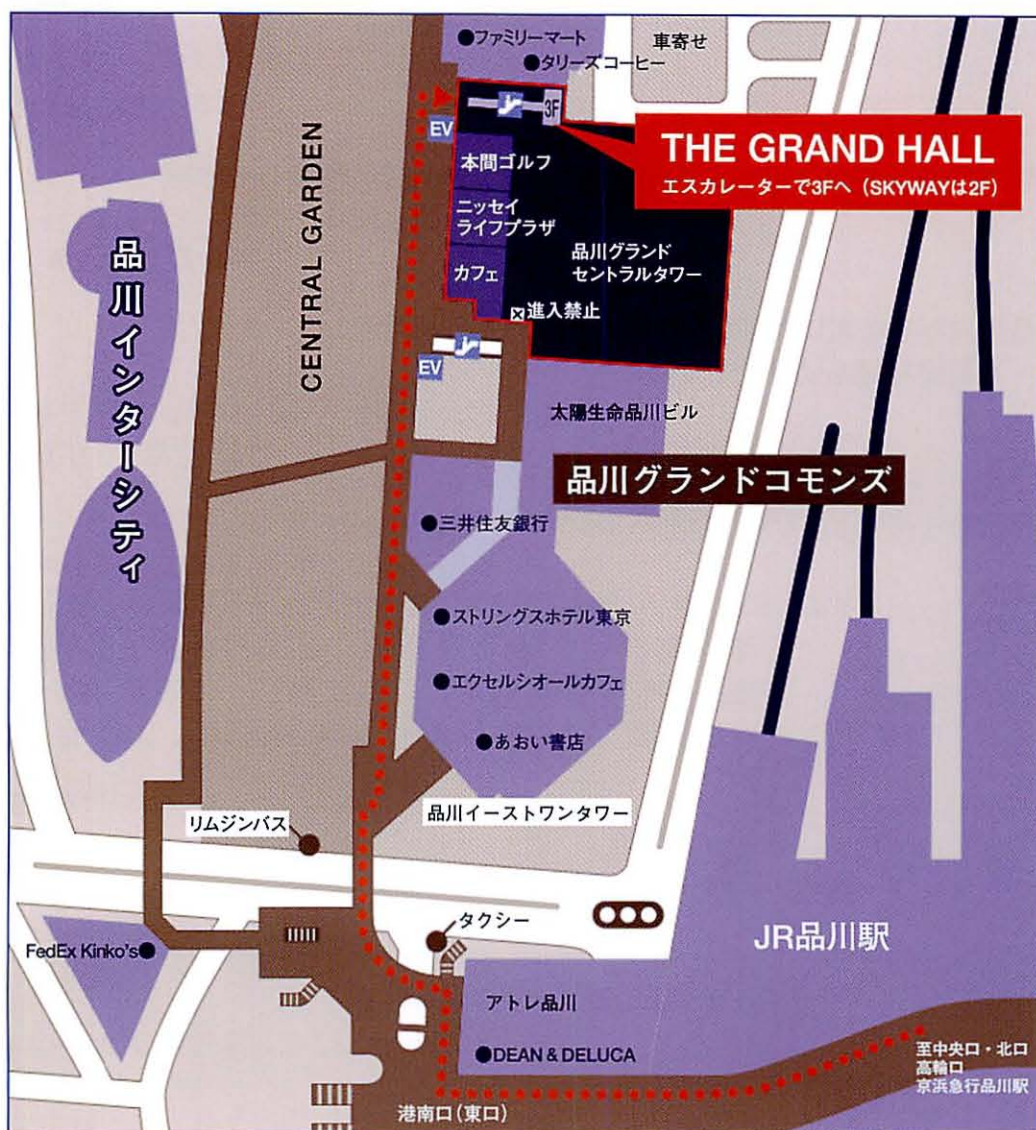 ●ファミリーマート
●タリーズコーヒー
車寄せ
3F
EV
THE GRAND HALL
エスカレーターで3Fへ（SKYWAYは2F）
本間ゴルフ
ニッセイ
ライフプラザ
カフェ
品川グランド
セントラルタワー
進入禁止
EV
CENTRAL GARDEN
品川インターシティ
太陽生命品川ビル
品川グランドコモンズ
●三井住友銀行
●ストリングスホテル東京
●エクセルシオールカフェ
●あおい書店
品川イーストワンタワー
リムジンバス
タクシー
FedEx Kinko's●
JR品川駅
アトレ品川
●DEAN & DELUCA
至中央口・北口
高輪口
京浜急行品川駅
港南口（東口）